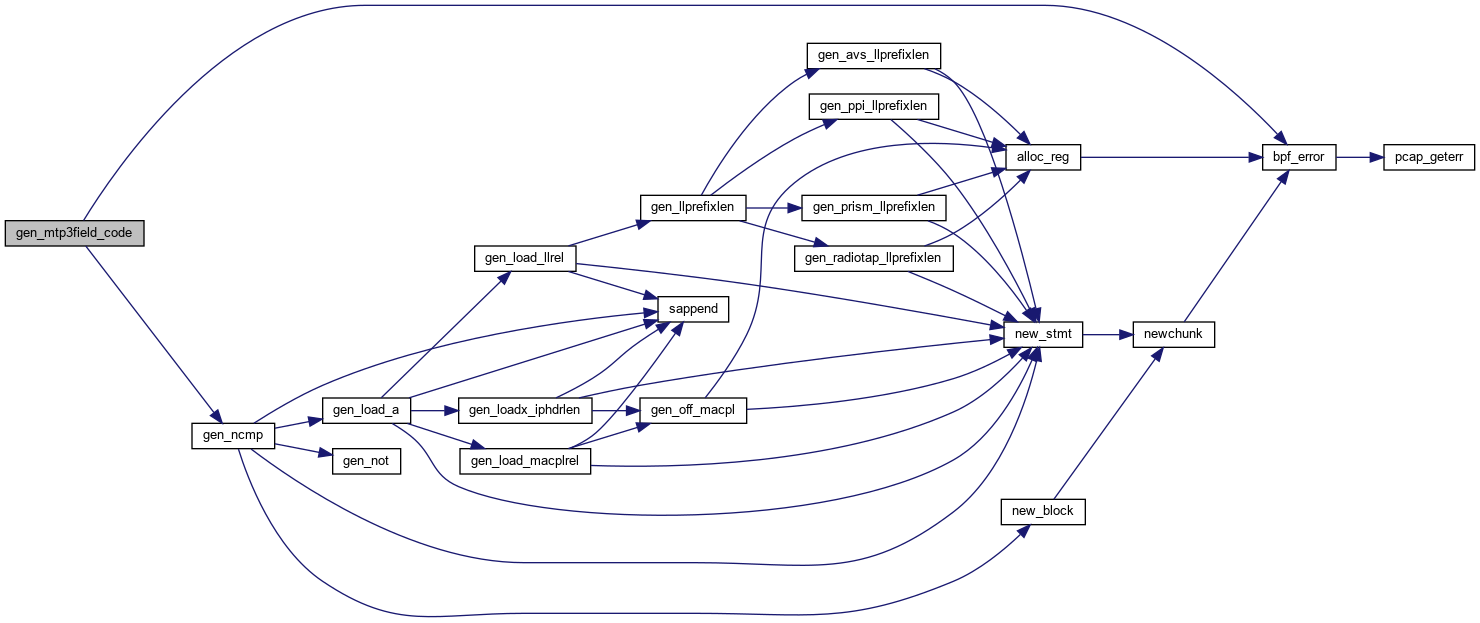 gen_avs_llprefixlen
gen_ppi_llprefixlen
alloc_reg
bpf_error
pcap_geterr
gen_llprefixlen
gen_prism_llprefixlen
gen_mtp3field_code
gen_load_llrel
gen_radiotap_llprefixlen
sappend
new_stmt
newchunk
gen_load_a
gen_loadx_iphdrlen
gen_off_macpl
gen_ncmp
gen_not
gen_load_macplrel
new_block